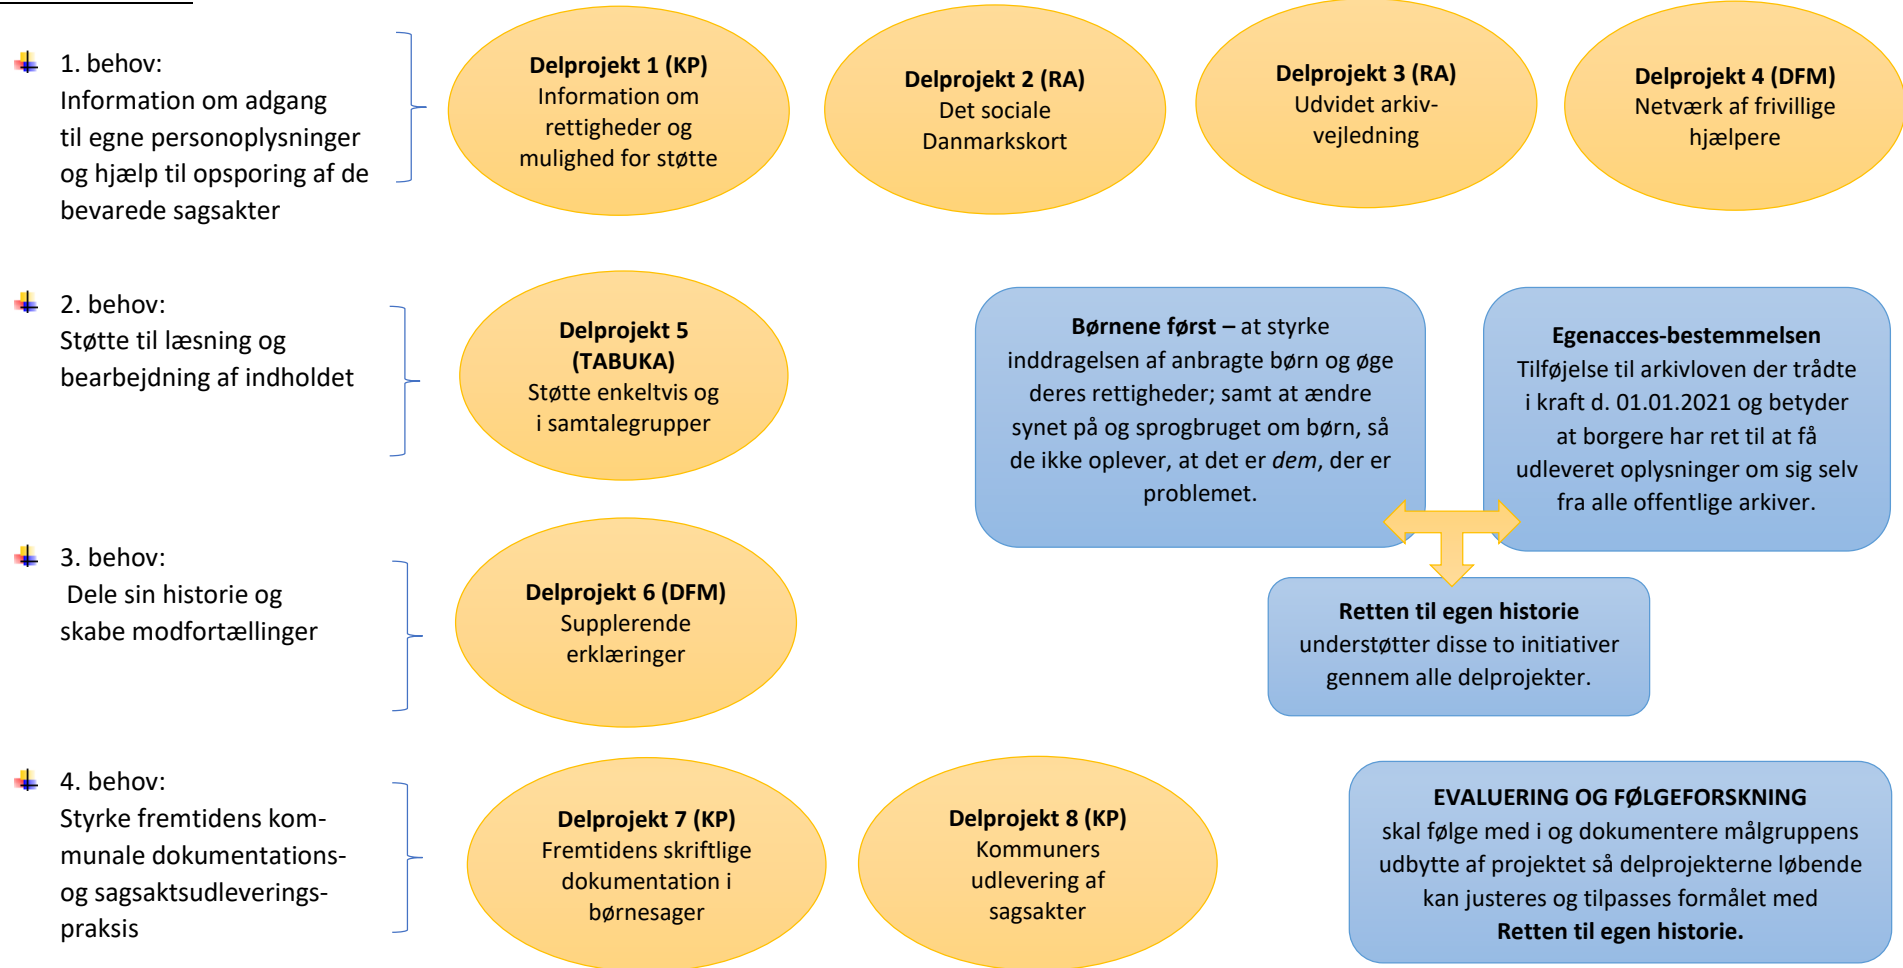 1. behov:
Information om adgang
til egne personoplysninger
og hjælp til opsporing af de
bevarede sagsakter
Delprojekt 1 (KP)
Information om
rettigheder og
mulighed for støtte
Delprojekt 2 (RA)
Det sociale
Danmarkskort
Delprojekt 3 (RA)
Udvidet arkiv-
vejledning
Delprojekt 4 (DFM)
Netværk af frivillige
hjælpere
2. behov:
Støtte til læsning og
bearbejdning af indholdet
Delprojekt 5
(TABUKA)
Støtte enkeltvis og
i samtalegrupper
Børnene først – at styrke
inddragelsen af anbragte børn og øge
deres rettigheder; samt at ændre
synet på og sprogbruget om børn, så
de ikke oplever, at det er dem, der er
problemet.
Egenacces-bestemmelsen
Tilføjelse til arkivloven der trådte
i kraft d. 01.01.2021 og betyder
at borgere har ret til at få
udleveret oplysninger om sig selv
fra alle offentlige arkiver.
3. behov:
Dele sin historie og
skabe modfortællinger
Delprojekt 6 (DFM)
Supplerende
erklæringer
Retten til egen historie
understøtter disse to initiativer
gennem alle delprojekter.
4. behov:
Styrke fremtidens kom-
munale dokumentations-
og sagsaktsudleverings-
praksis
Delprojekt 7 (KP)
Fremtidens skriftlige
dokumentation i
børnesager
Delprojekt 8 (KP)
Kommuners
udlevering af
sagsakter
EVALUERING OG FØLGEFORSKNING
skal følge med i og dokumentere målgruppens
udbytte af projektet så delprojekterne løbende
kan justeres og tilpasses formålet med
Retten til egen historie.